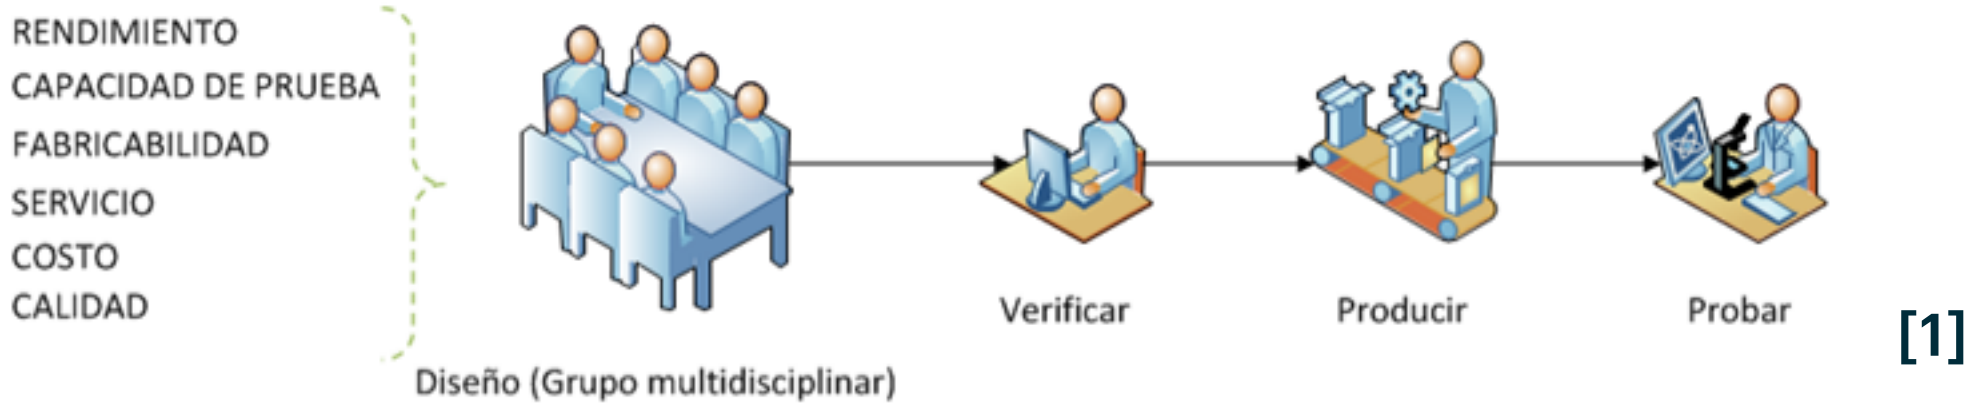 RENDIMIENTO
CAPACIDAD DE PRUEBA
FABRICABILIDAD
SERVICIO
COSTO
CALIDAD
Diseño (Grupo multidisciplinar)
Verificar
Producir
Probar
[1]